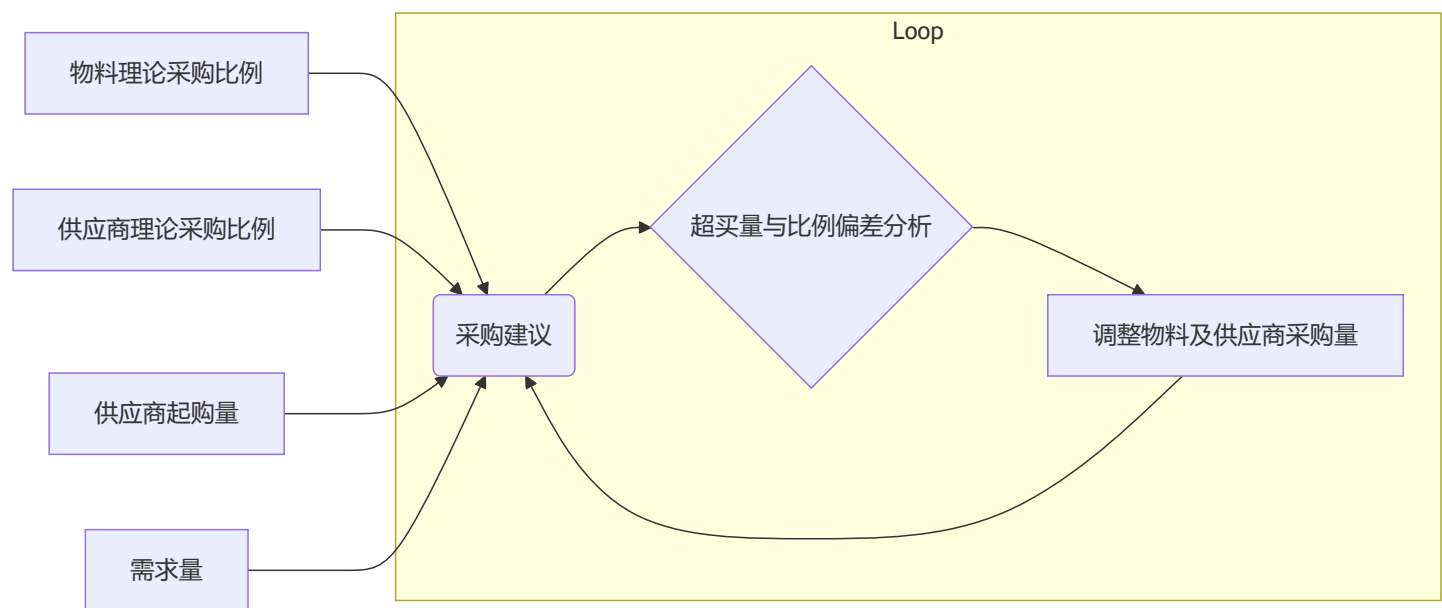 Loop
物料理论采购比例
供应商理论采购比例
超买量与比例偏差分析
采购建议
调整物料及供应商采购量
供应商起购量
需求量